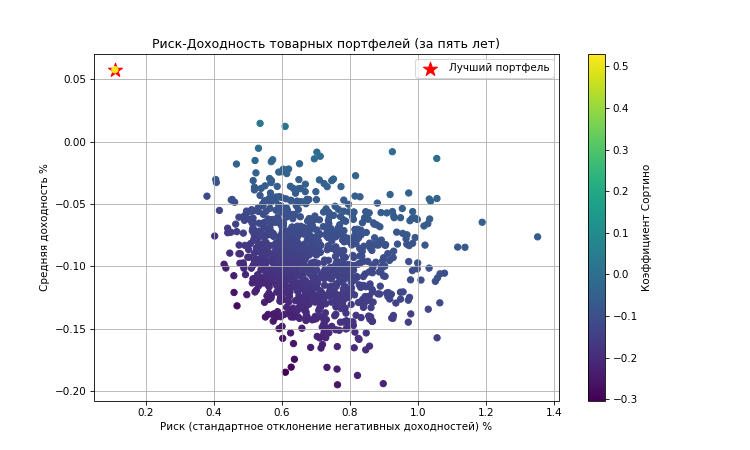 Риск-Доходность товарных портфелей (за пять лет)
Лучший портфель
Средняя доходность %
0.05
0.00
−0.05
−0.10
−0.15
−0.20
0.2 0.4 0.6 0.8 1.0 1.2 1.4
Риск (стандартное отклонение негативных доходностей) %
0.5
0.4
0.3
0.2
0.1
0.0
−0.1
−0.2
−0.3
Коэффициент Сортино